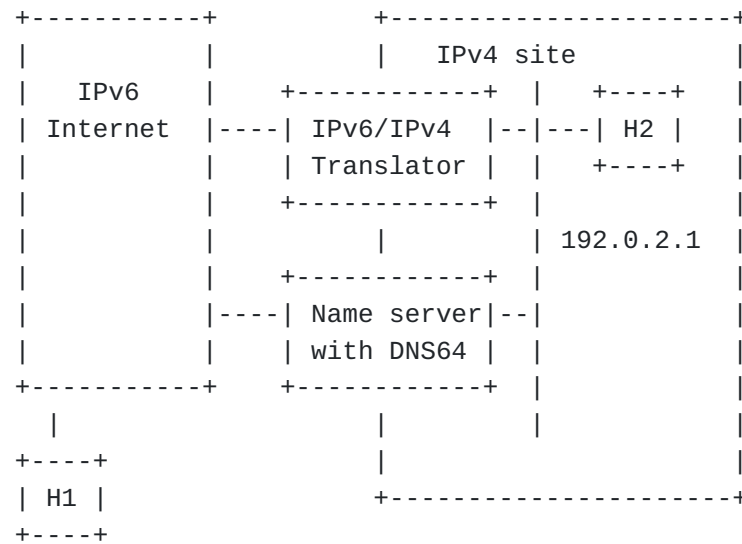 IPv4 site
IPv6
Internet
IPv6/IPv4
Translator
H2
192.0.2.1
Name server
with DNS64
H1